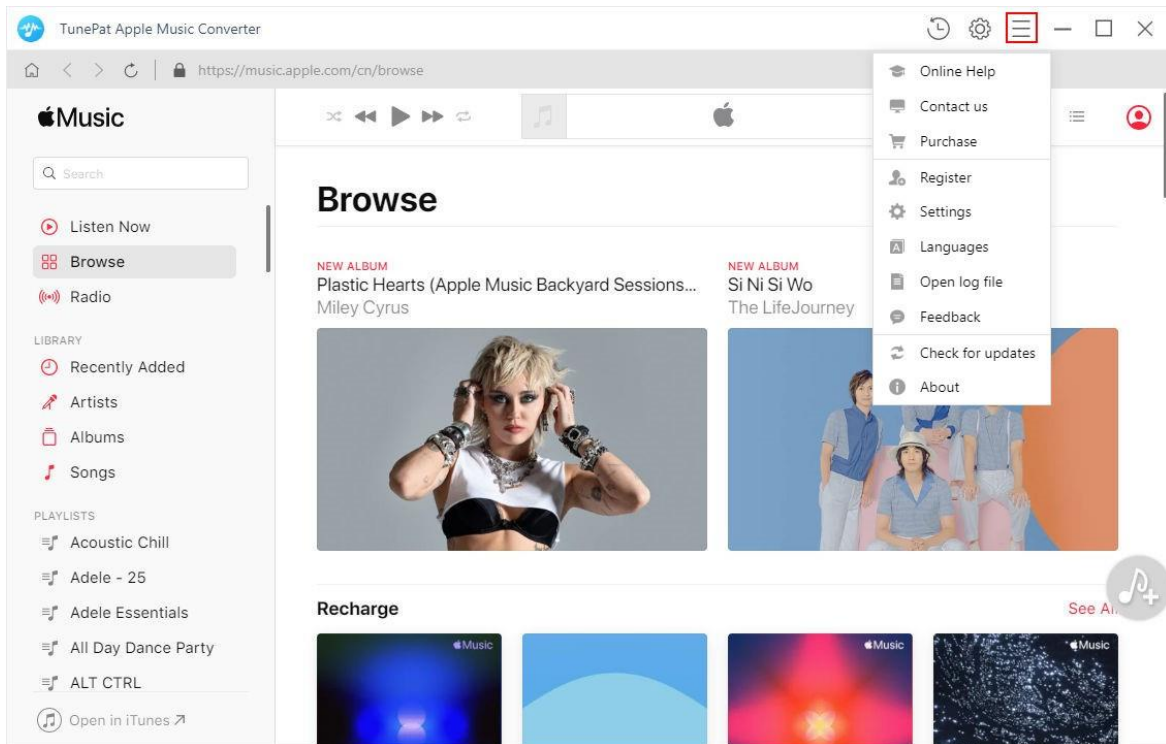 TunePat Apple Music Converter
https://music.apple.com/cn/browse
Music
Search
Listen Now
Browse
Radio
LIBRARY
Recently Added
Artists
Albums
Songs
PLAYLISTS
Acoustic Chill
Adele - 25
Adele Essentials
All Day Dance Party
ALT CTRL
Open in iTunes
Browse
NEW ALBUM
Plastic Hearts (Apple Music Backyard Sessions...
Miley Cyrus
NEW ALBUM
Si Ni Si Wo
The LifeJourney
Online Help
Contact us
Purchase
Register
Settings
A
Languages
Open log file
Feedback
Check for updates
About
Recharge
See
Music
Music
Music